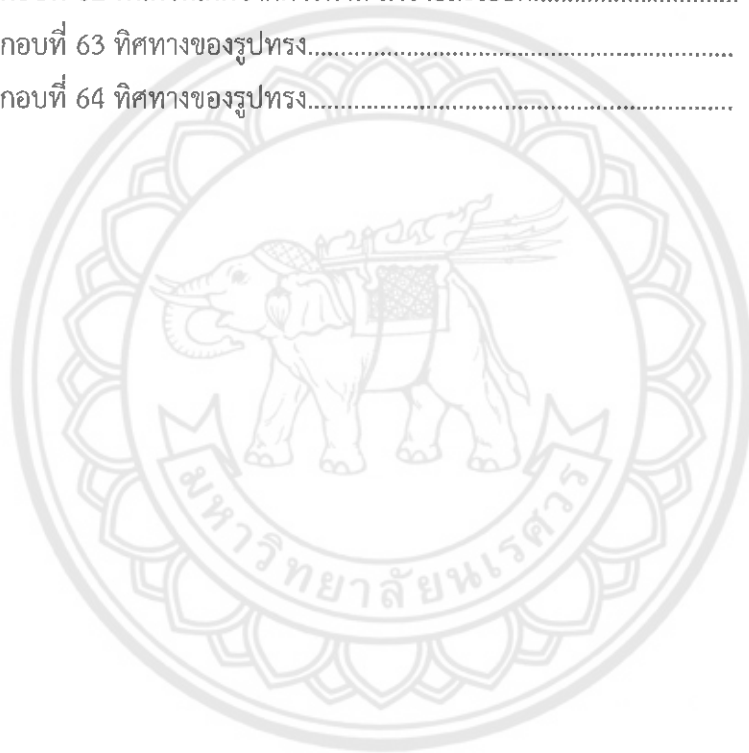 กอบที่ 63 ทิศทางของรูปทรง................................................................
กอบที่ 64 ทิศทางของรูปทรง................................................................
มหาวิทยาลัยนเรศวร